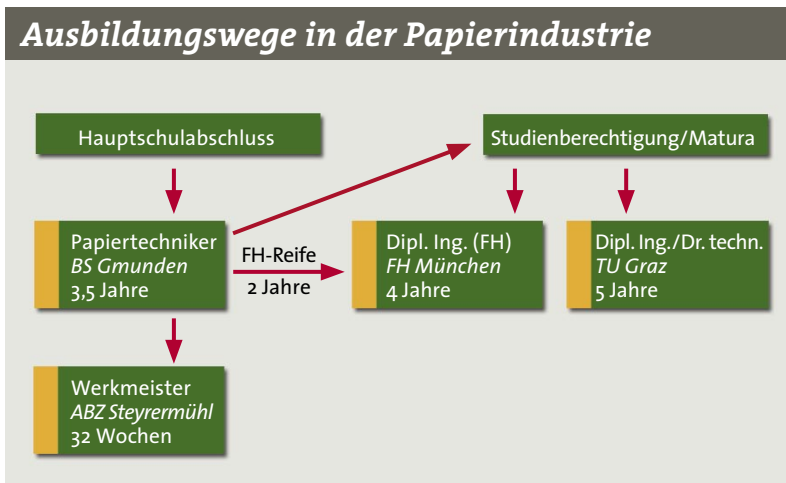 Ausbildungswege in der Papierindustrie
Hauptschulabschluss
Studienberechtigung/Matura
Papiertechniker
BS Gmunden
3,5 Jahre
FH-Reife
2 Jahre
Dipl. Ing. (FH)
FH München
4 Jahre
Dipl. Ing./Dr. techn.
TU Graz
5 Jahre
Werkmeister
ABZ Steyrermühl
32 Wochen